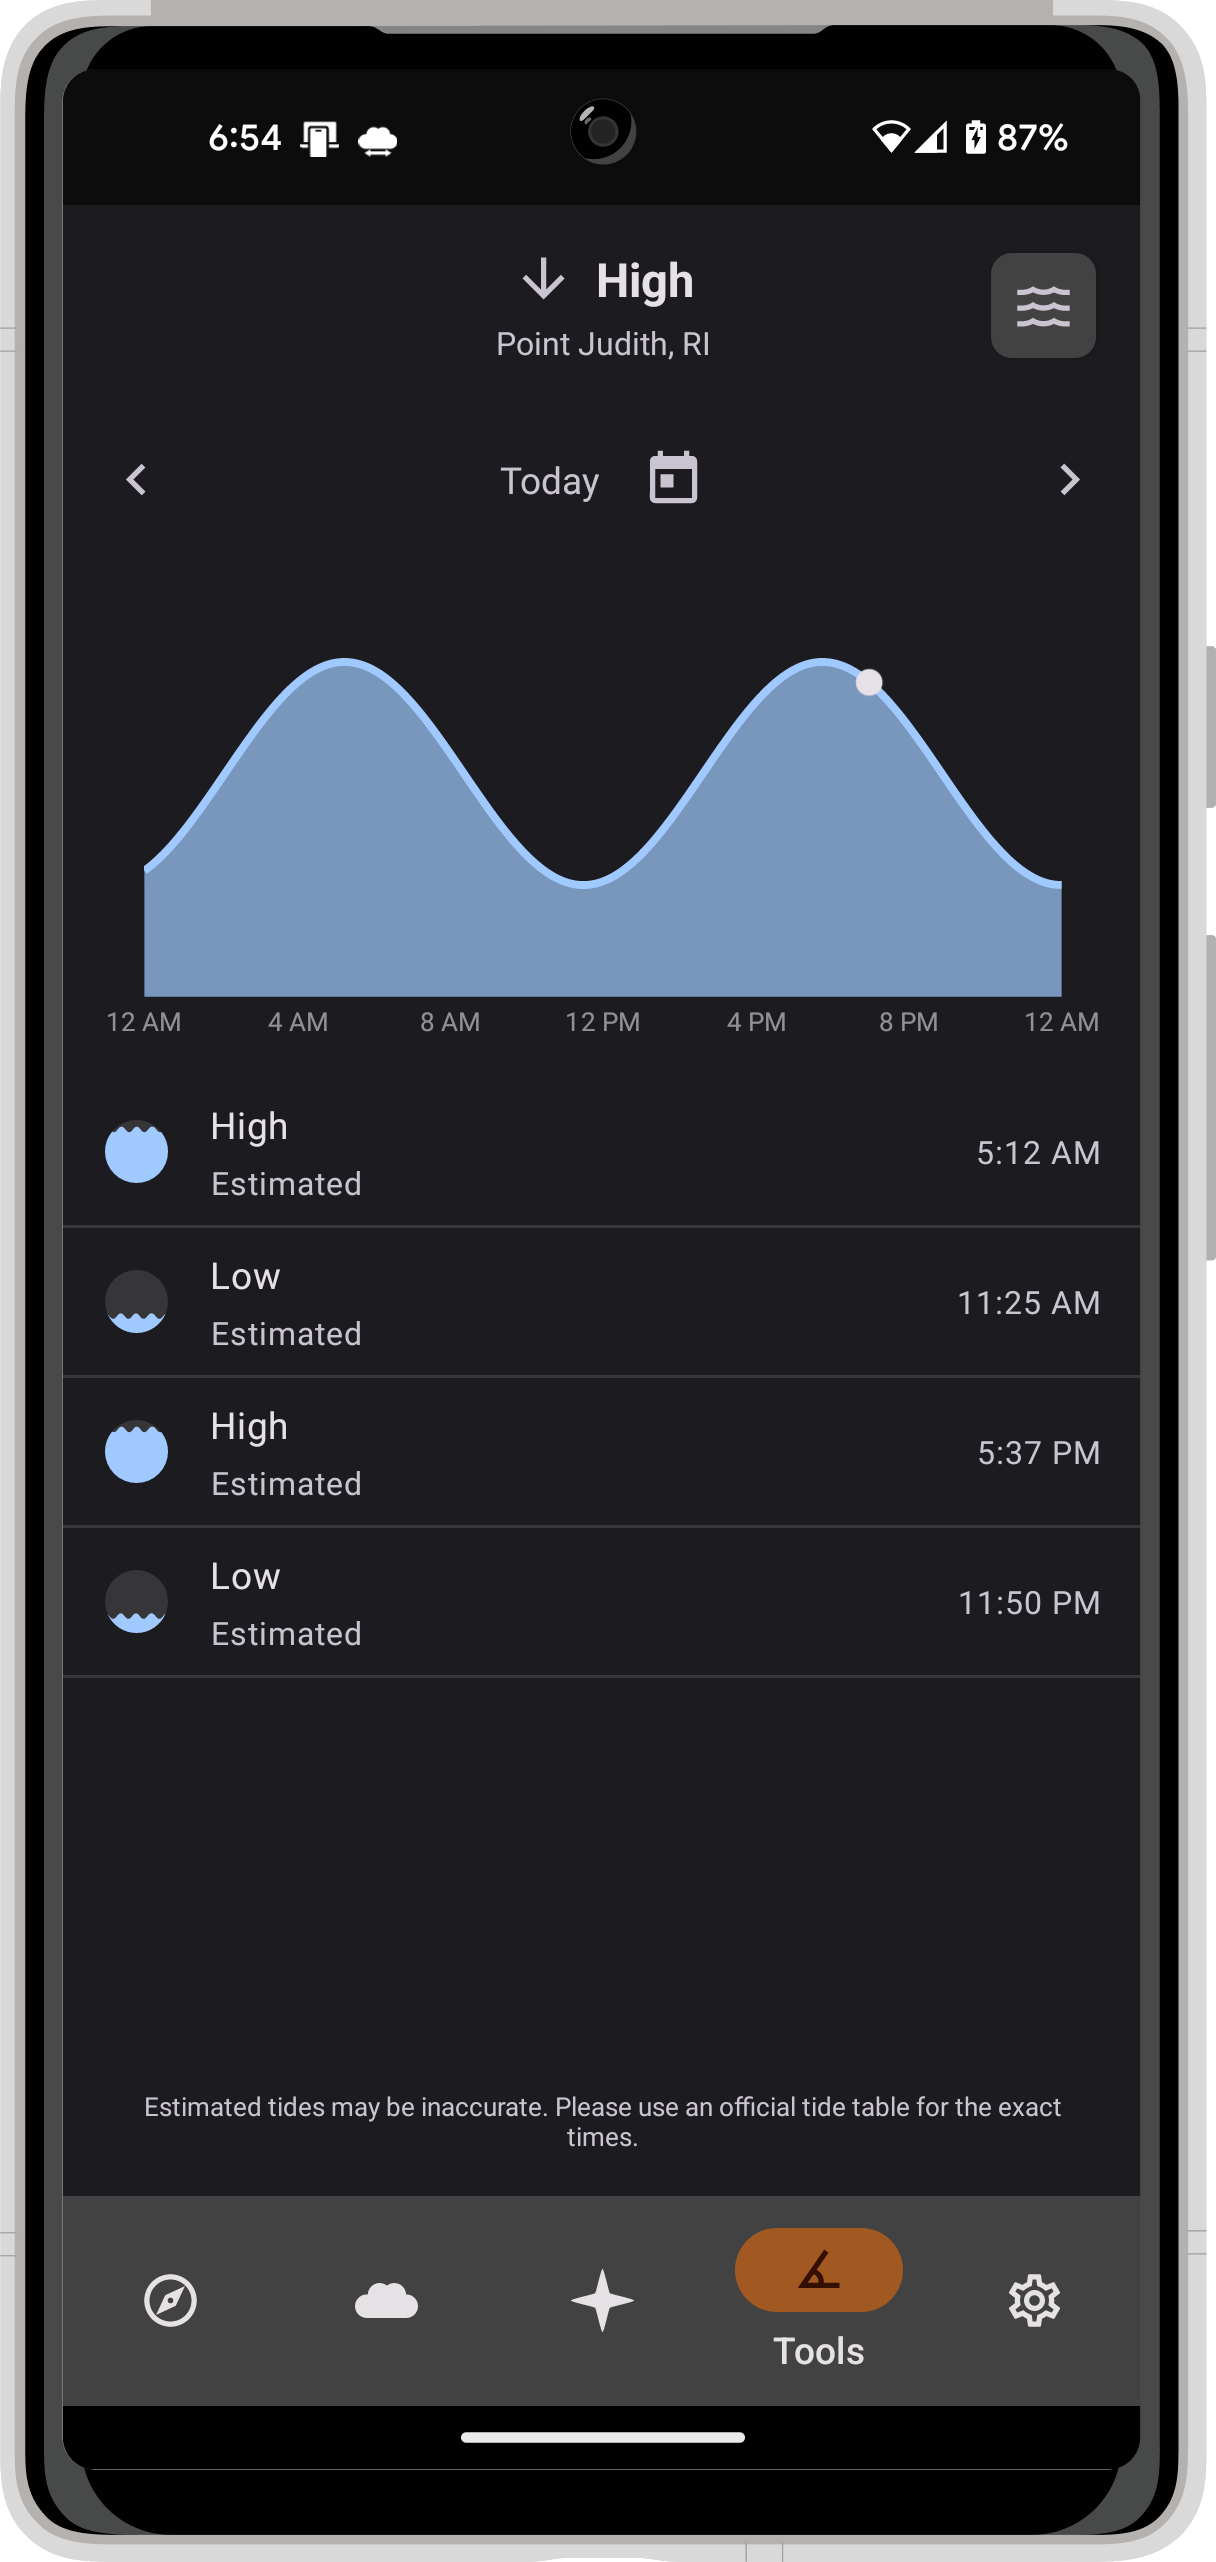 6:54
87%
High
Point Judith, RI
Today
12 AM 4 AM 8 AM 12 PM 4 PM 8 PM 12 AM
High
Estimated
5:12 AM
Low
Estimated
11:25 AM
High
Estimated
5:37 PM
Low
Estimated
11:50 PM
Estimated tides may be inaccurate. Please use an official tide table for the exact
times.
Tools